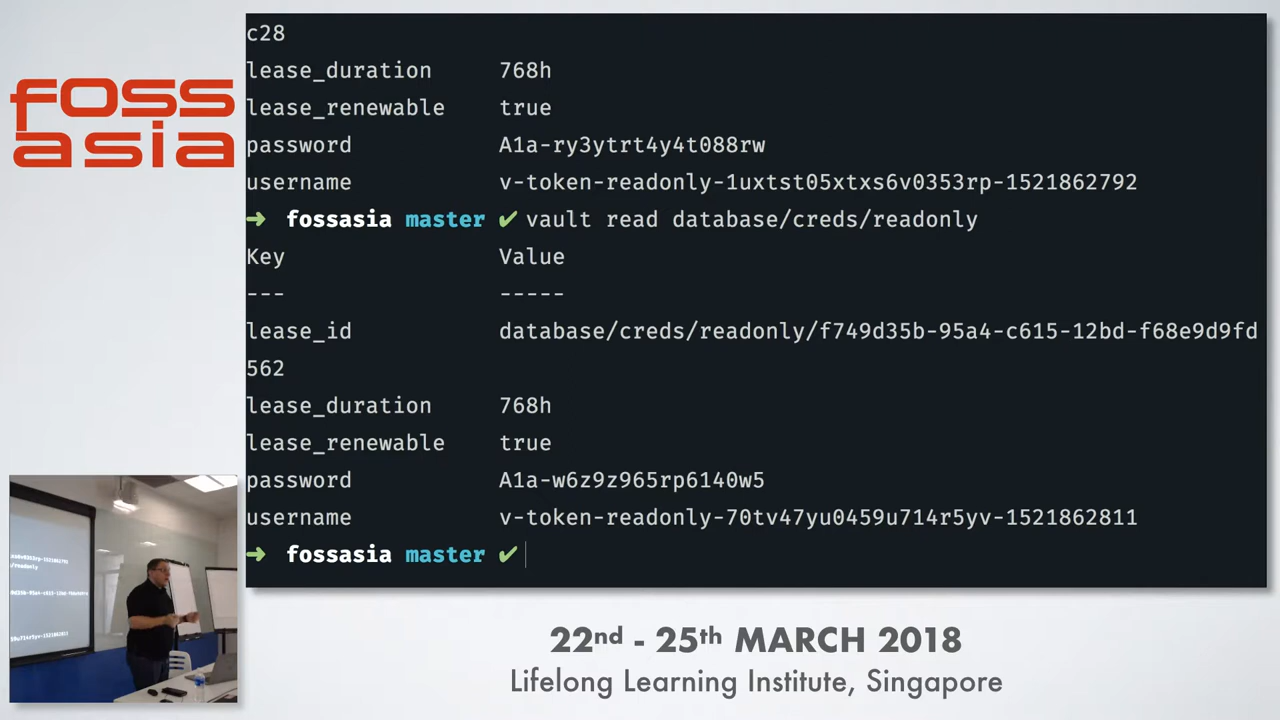 foss
asia
c28
lease_duration 768h
lease_renewable true
password A1a-ry3ytrt4y4t088rw
username v-token-readonly-1uxtst05xtxs6v0353rp-1521862792
➜ fossasia master ✔ vault read database/creds/readonly
Key Value
--- -----
lease_id database/creds/readonly/f749d35b-95a4-c615-12bd-f68e9d9fd
562
lease_duration 768h
lease_renewable true
password A1a-w6z9z965rp6140w5
username v-token-readonly-70tv47yu0459u714r5yv-1521862811
➜ fossasia master ✔
22nd - 25th MARCH 2018
Lifelong Learning Institute, Singapore